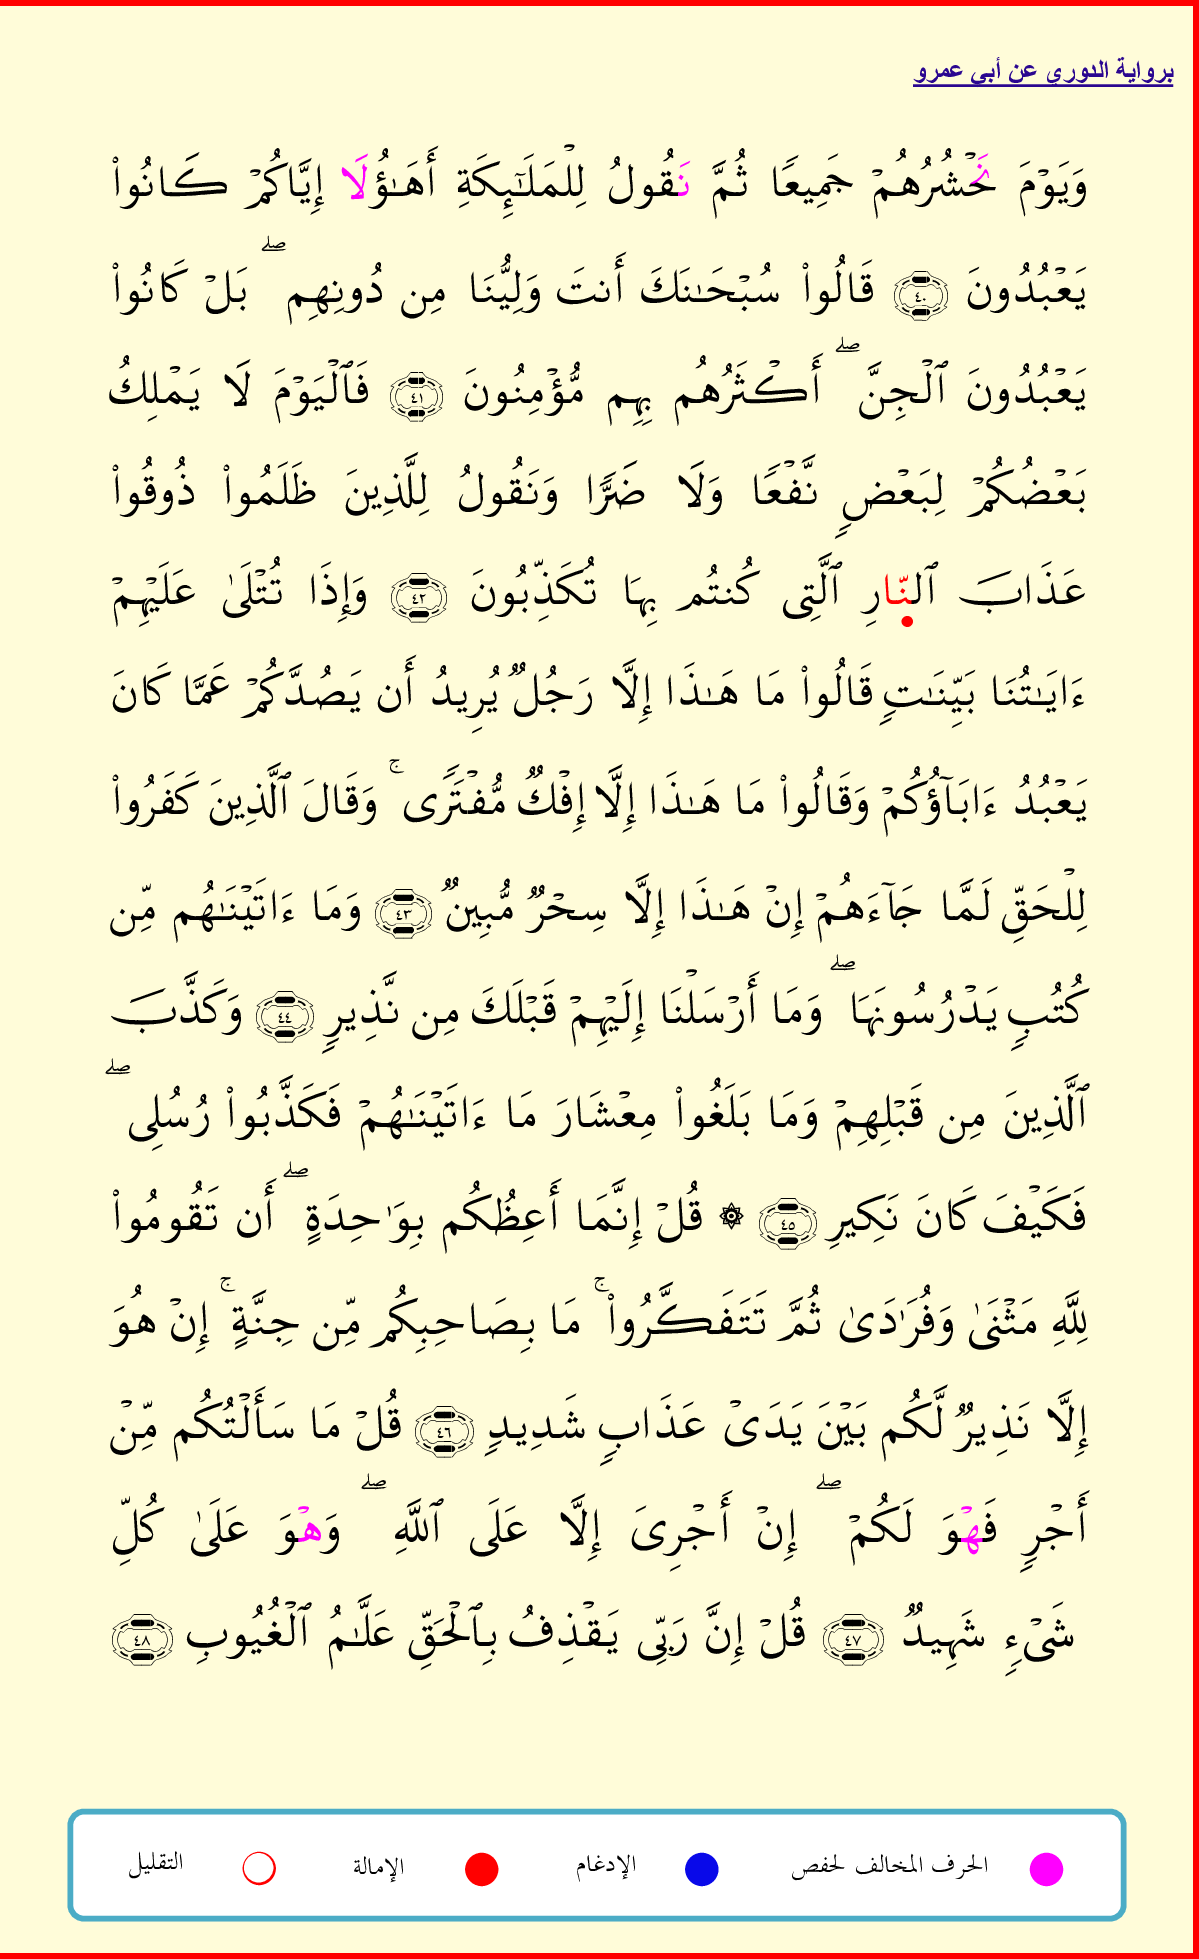 برواية الدوري عن أبي عمرو
وَيَوۡمَ نَحۡشُرُهُمۡ جَمِيعٗا ثُمَّ نَقُولُ لِلۡمَلَـٰٓئِكَةِ أَهَـٰؤُلَا إِيَّاكُمۡ كَانُواْ
يَعۡبُدُونَ ٤٠ قَالُواْ سُبۡحَـٰنَكَ أَنتَ وَلِيُّنَا مِن دُونِهِمۖ بَلۡ كَانُواْ
يَعۡبُدُونَ ٱلۡجِنَّۖ أَكۡثَرُهُم بِهِم مُّؤۡمِنُونَ ٤١ فَٱلۡيَوۡمَ لَا يَمۡلِكُ
بَعۡضُكُمۡ لِبَعۡضٖ نَّفۡعٗا وَلَا ضَرّٗا وَنَقُولُ لِلَّذِينَ ظَلَمُواْ ذُوقُواْ
عَذَابَ ٱلنَّارِ ٱلَّتِي كُنتُم بِهَا تُكَذِّبُونَ ٤٢ وَإِذَا تُتۡلَىٰ عَلَيۡهِمۡ
ءَايَـٰتُنَا بَيِّنَـٰتٖ قَالُواْ مَا هَـٰذَا إِلَّا رَجُلٞ يُرِيدُ أَن يَصُدَّكُمۡ عَمَّا كَانَ
يَعۡبُدُ ءَابَآؤُكُمۡ وَقَالُواْ مَا هَـٰذَا إِلَّا إِفۡكٞ مُّفۡتَرٗىۚ وَقَالَ ٱلَّذِينَ كَفَرُواْ
لِلۡحَقِّ لَمَّا جَآءَهُمۡ إِنۡ هَـٰذَا إِلَّا سِحۡرٞ مُّبِينٞ ٤٣ وَمَا ءَاتَيۡنَـٰهُم مِّن
كُتُبٖ يَدۡرُسُونَهَاۖ وَمَا أَرۡسَلۡنَا إِلَيۡهِمۡ قَبۡلَكَ مِن نَّذِيرٖ ٤٤ وَكَذَّبَ
ٱلَّذِينَ مِن قَبۡلِهِمۡ وَمَا بَلَغُواْ مِعۡشَارَ مَا ءَاتَيۡنَـٰهُمۡ فَكَذَّبُواْ رُسُلِيۖ
فَكَيۡفَ كَانَ نَكِيرِ ٤٥ ۞ قُلۡ إِنَّمَا أَعِظُكُم بِوَٰحِدَةٍۖ أَن تَقُومُواْ
لِلَّهِ مَثۡنَىٰ وَفُرَٰدَىٰ ثُمَّ تَتَفَكَّرُواْۚ مَا بِصَاحِبِكُم مِّن جِنَّةٍۚ إِنۡ هُوَ
إِلَّا نَذِيرٞ لَّكُم بَيۡنَ يَدَيۡ عَذَابٖ شَدِيدٖ ٤٦ قُلۡ مَا سَأَلۡتُكُم مِّنۡ
أَجۡرٖ فَهۡوَ لَكُمۡۖ إِنۡ أَجۡرِيَ إِلَّا عَلَى ٱللَّهِۖ وَهۡوَ عَلَىٰ كُلِّ
شَيۡءٖ شَهِيدٞ ٤٧ قُلۡ إِنَّ رَبِّي يَقۡذِفُ بِٱلۡحَقِّ عَلَّـٰمُ ٱلۡغُيُوبِ ٤٨
الحرف المخالف لحفص الإدغام الإمالة التقليل